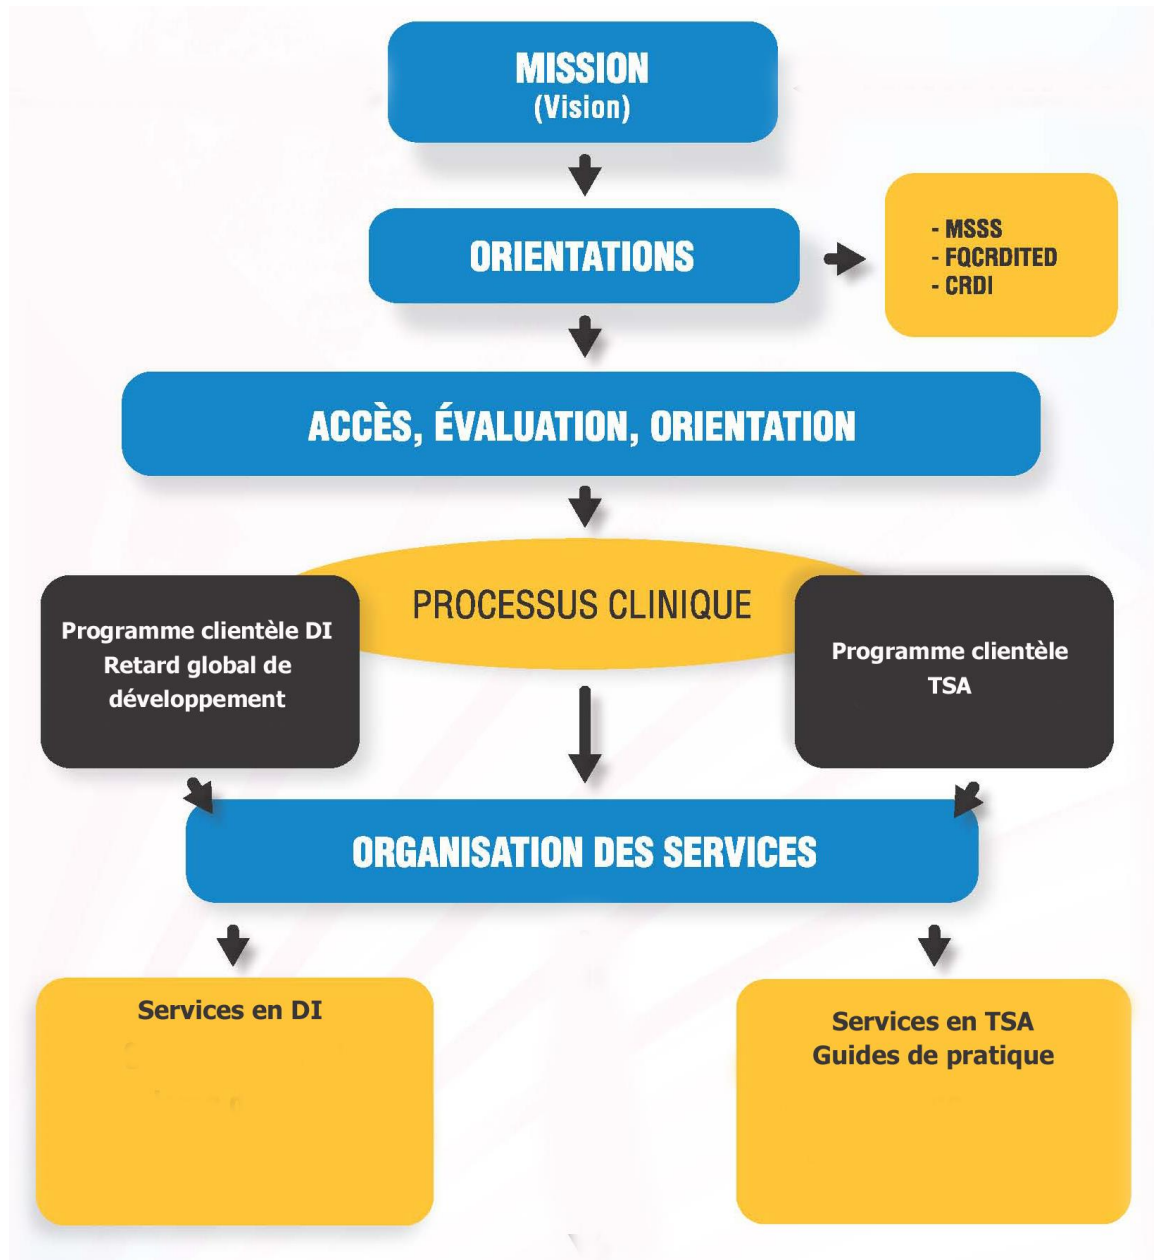 MISSION
(Vision)
ORIENTATIONS
- MSSS
- FQCRDITED
- CRDI
ACCÈS, ÉVALUATION, ORIENTATION
PROCESSUS CLINIQUE
Programme clientèle DI
Retard global de
développement
Programme clientèle
TSA
ORGANISATION DES SERVICES
Services en DI
Services en TSA
Guides de pratique